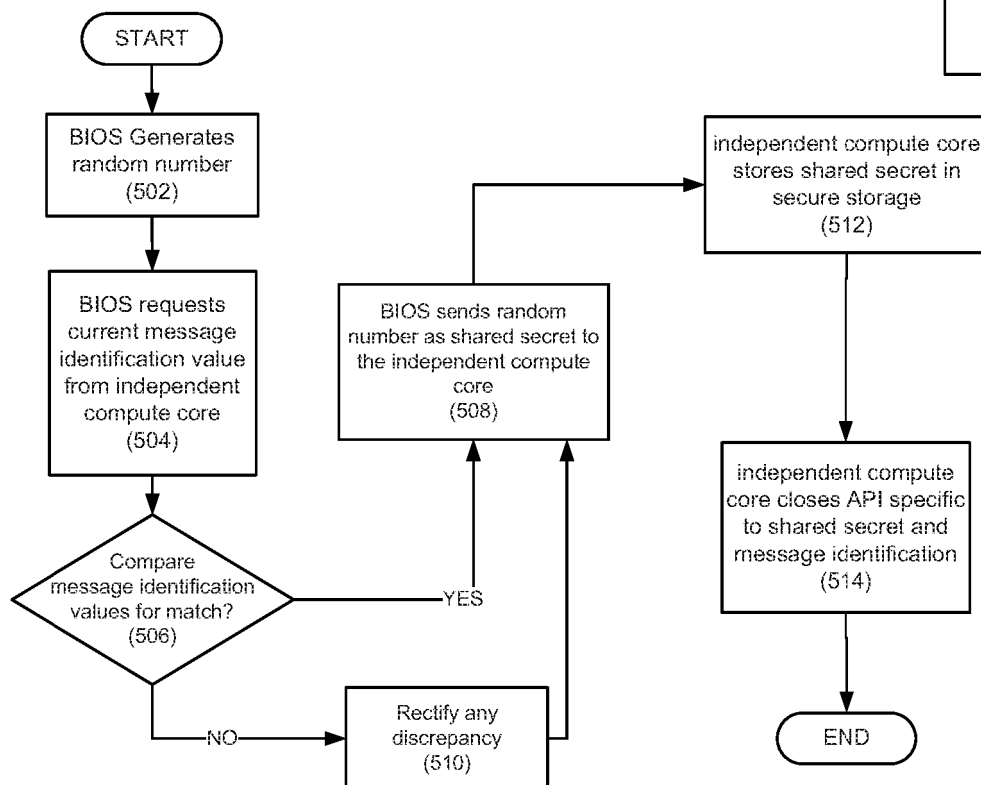 START
BIOS Generates
random number
(502)
BIOS requests
current message
identification value
from independent
compute core
(504)
Compare
message identification
values for match?
(506)
YES
NO
Rectify any
discrepancy
(510)
BIOS sends random
number as shared secret to
the independent compute
core
(508)
independent compute core
stores shared secret in
secure storage
(512)
independent compute
core closes API specific
to shared secret and
message identification
(514)
END